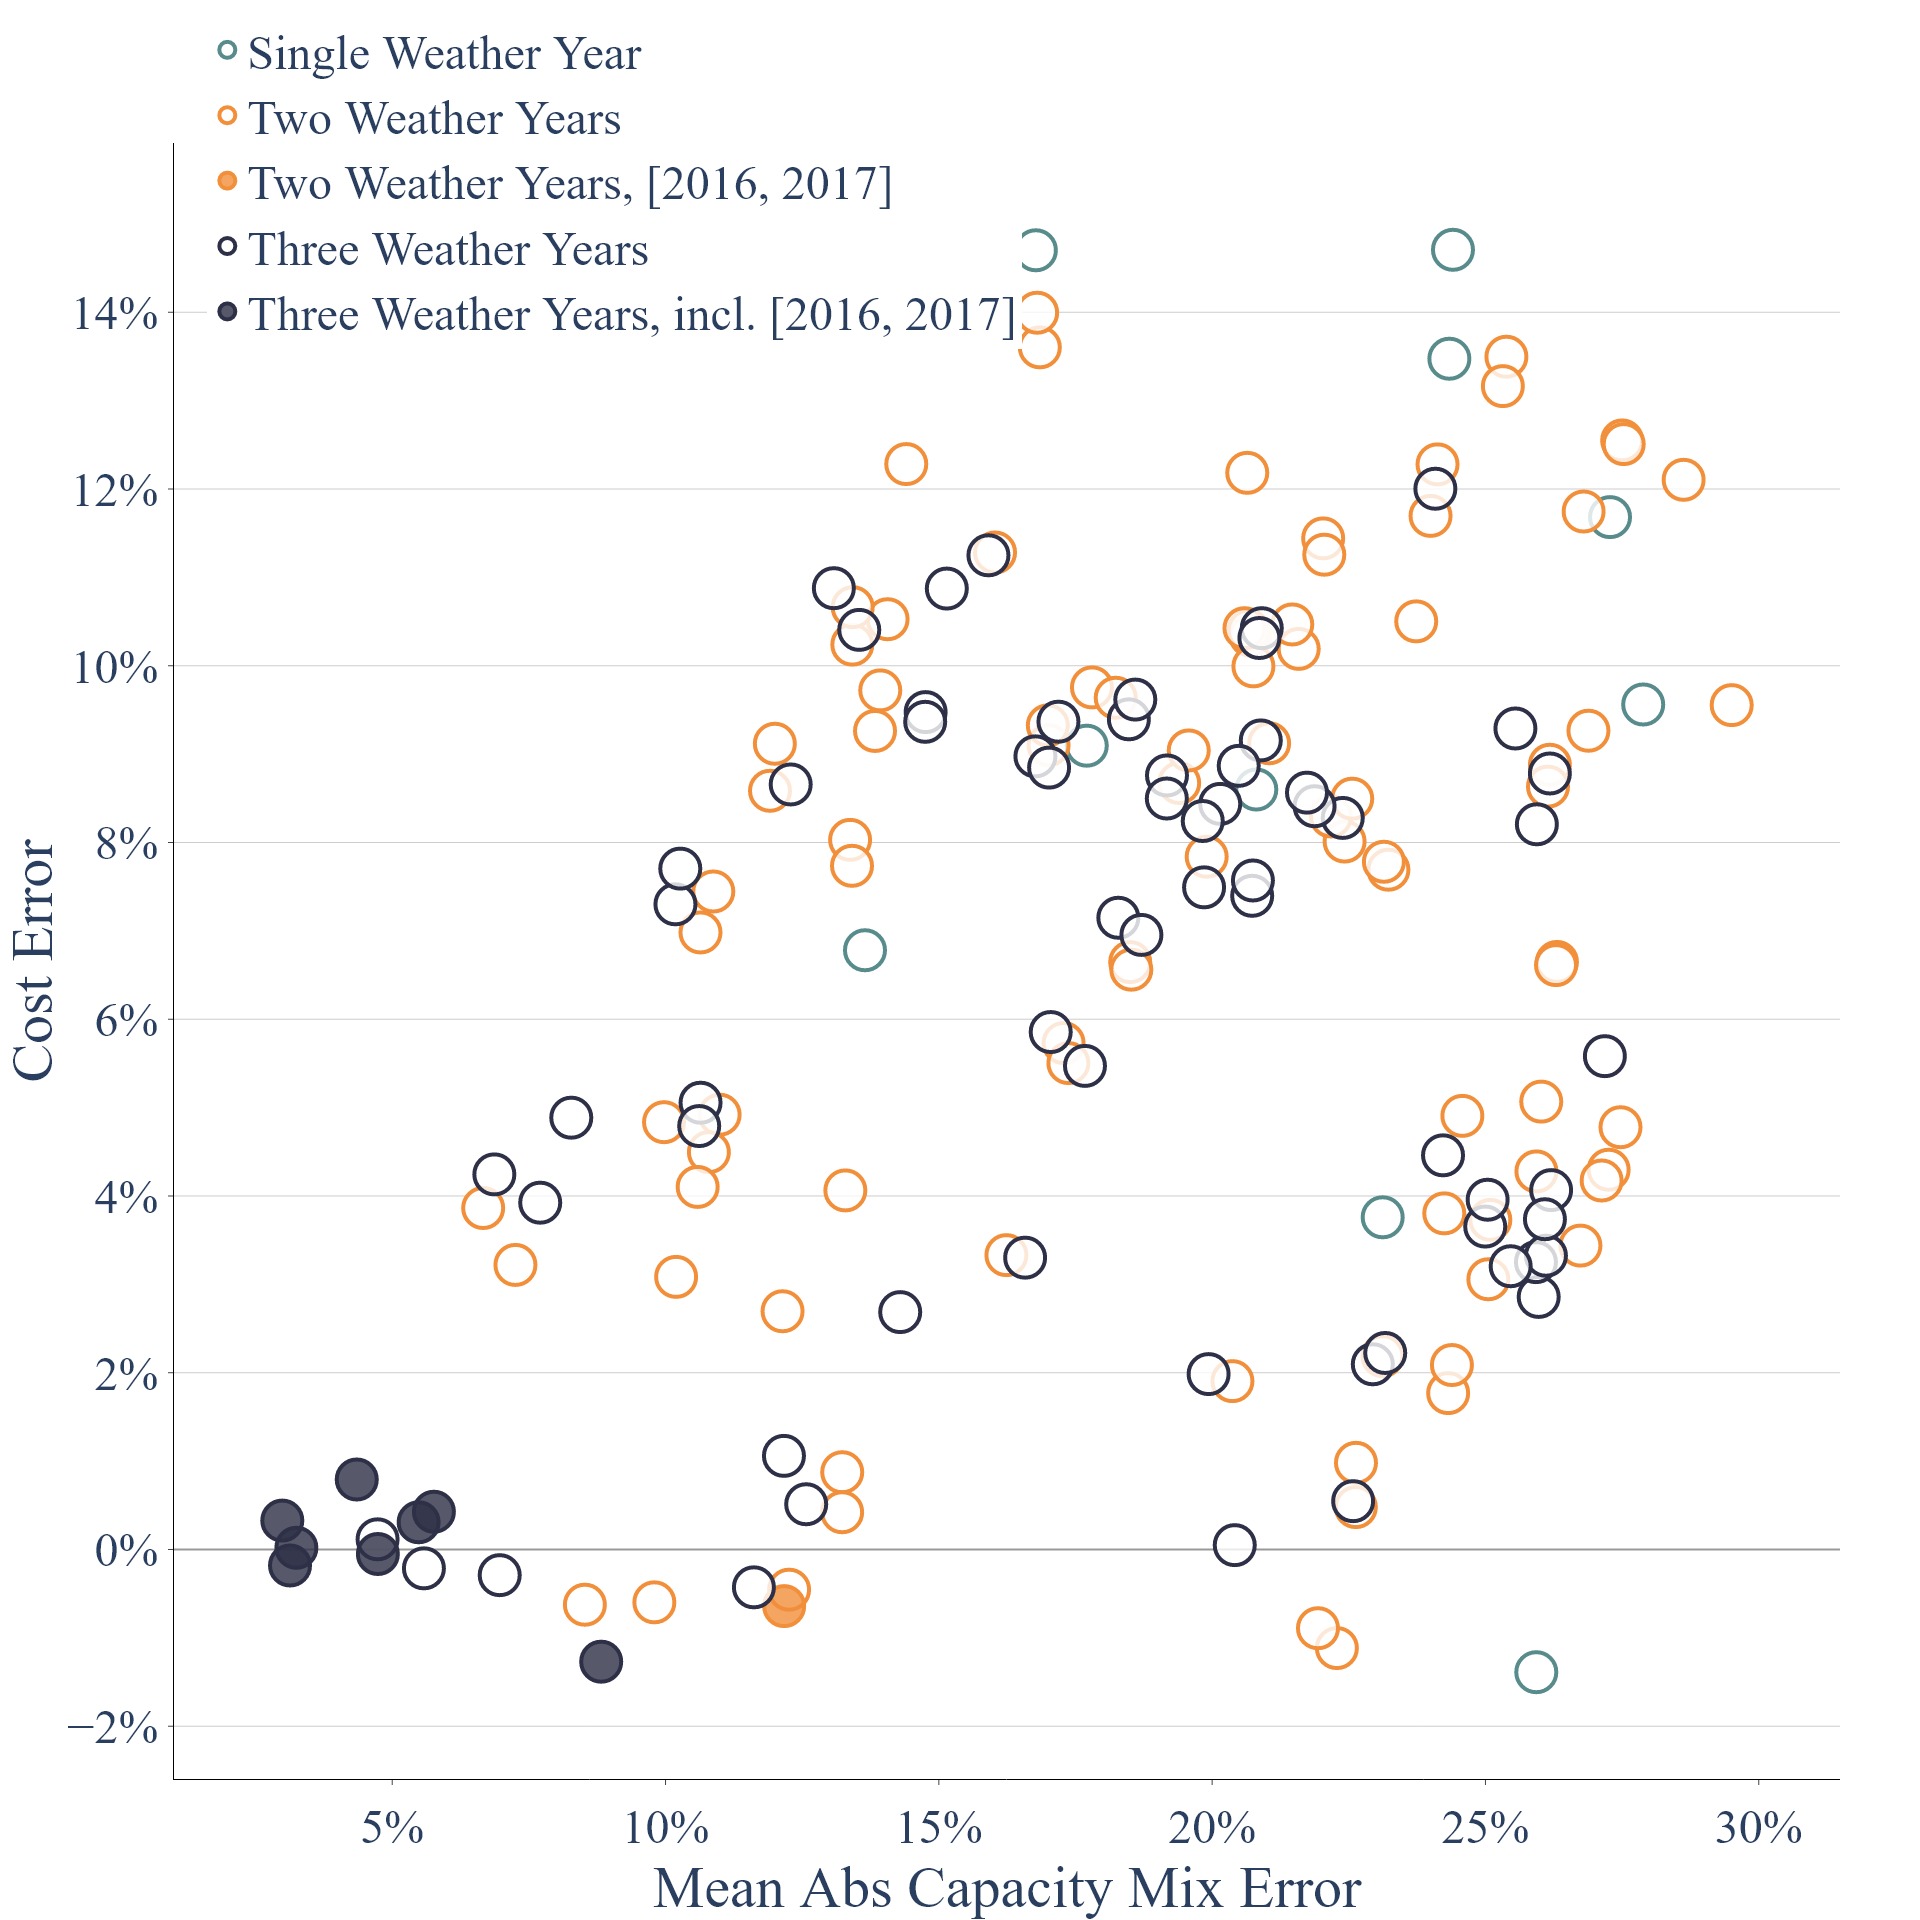 Single Weather Year
Two Weather Years
Two Weather Years, [2016, 2017]
Three Weather Years
Three Weather Years, incl. [2016, 2017]
14%
12%
10%
8%
6%
4%
2%
0%
−2%
Cost Error
5% 10% 15% 20% 25% 30%
Mean Abs Capacity Mix Error